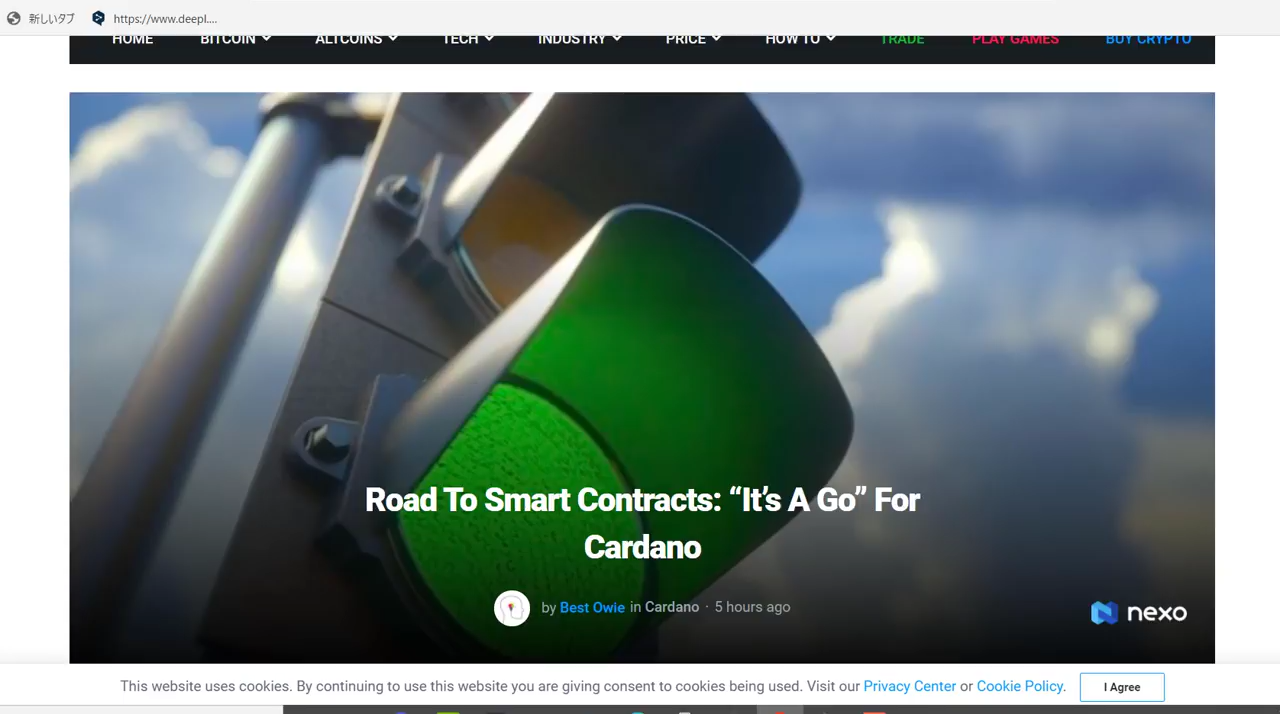 新しいタブ https://www.deepl....
HOME BITCOIN ALTCOINS TECH INDUSTRY PRICE HOW TO TRADE PLAY GAMES BUY CRYPTO
Road To Smart Contracts: “It’s A Go” For
Cardano
by Best Owie in Cardano · 5 hours ago
nexo
This website uses cookies. By continuing to use this website you are giving consent to cookies being used. Visit our Privacy Center or Cookie Policy. I Agree